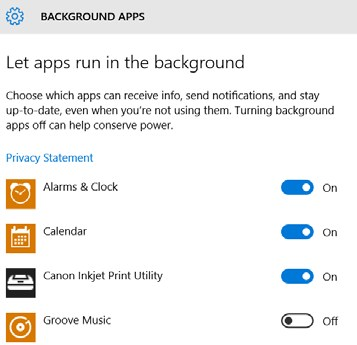 BACKGROUND APPS
Let apps run in the background
Choose which apps can receive info, send notifications, and stay
up-to-date, even when you're not using them. Turning background
apps off can help conserve power.
Privacy Statement
Alarms & Clock On
Calendar On
Canon Inkjet Print Utility On
Groove Music Off